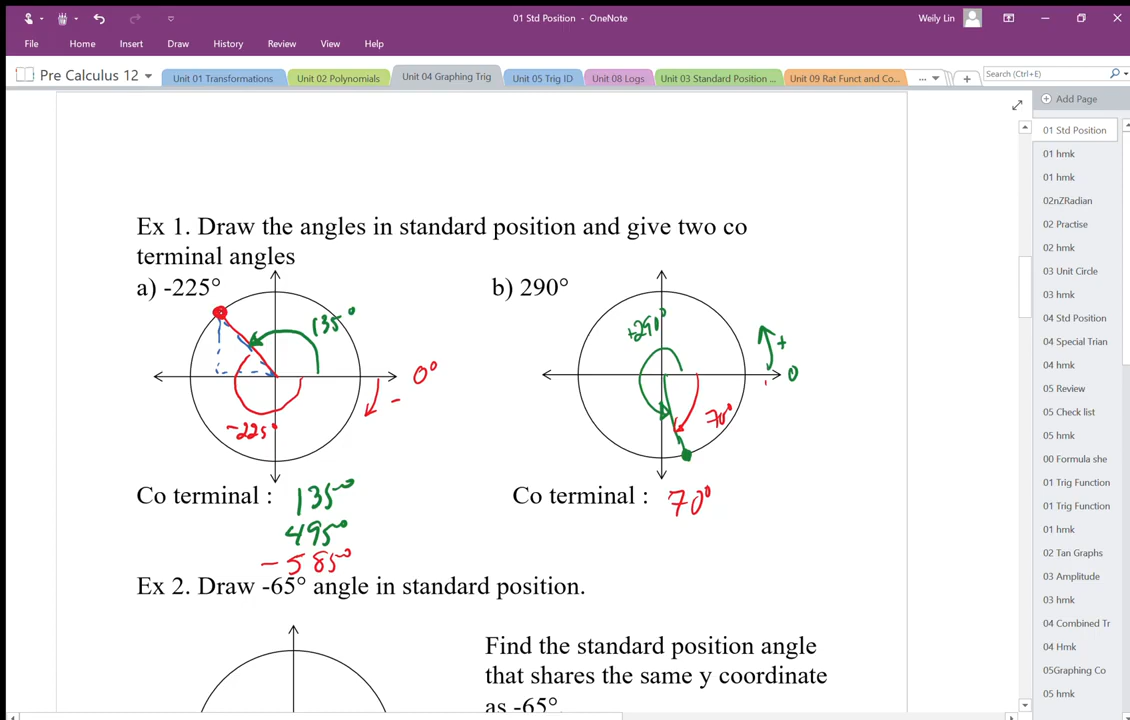 01 Std Position - OneNote
Weily Lin
File Home Insert Draw History Review View Help
Pre Calculus 12
Unit 01 Transformations
Unit 02 Polynomials
Unit 04 Graphing Trig
Unit 05 Trig ID
Unit 08 Logs
Unit 03 Standard Position ...
Unit 09 Rat Funct and Co...
...
Search (Ctrl+E)
Ex 1. Draw the angles in standard position and give two co
terminal angles
a) -225°
135°
0°
-
-225°
Co terminal :
135°
495°
-585°
b) 290°
+290°
+
0
70°
Co terminal : 70°
Ex 2. Draw -65° angle in standard position.
Find the standard position angle
that shares the same y coordinate
as -65°.
Add Page
01 Std Position
01 hmk
01 hmk
02nZRadian
02 Practise
02 hmk
03 Unit Circle
03 hmk
04 Std Position
04 Special Trian
04 hmk
05 Review
05 Check list
05 hmk
00 Formula she
01 Trig Function
01 Trig Function
01 hmk
02 Tan Graphs
03 Amplitude
03 hmk
04 Combined Tr
04 Hmk
05Graphing Co
05 hmk